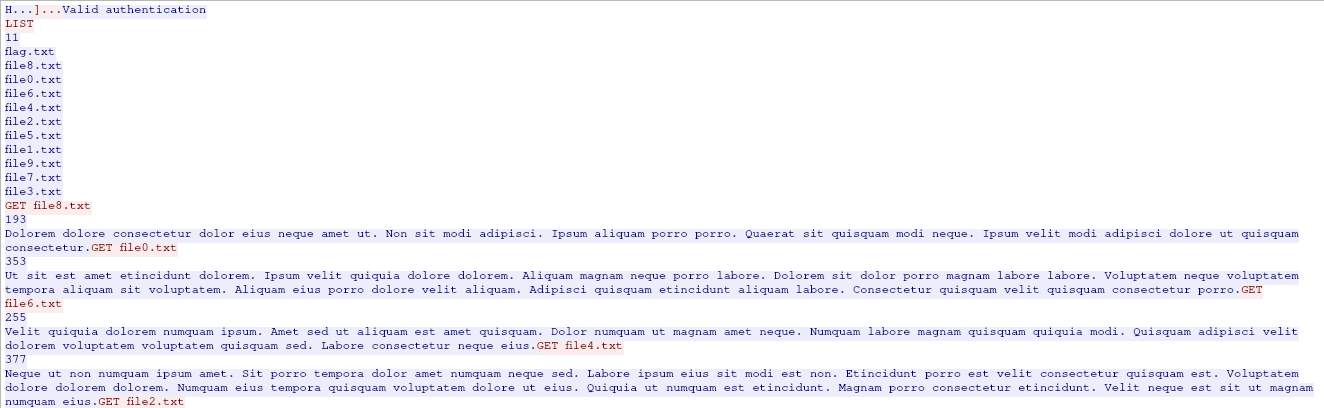 H...]...Valid authentication
LIST
11
flag.txt
file8.txt
file0.txt
file6.txt
file4.txt
file2.txt
file5.txt
file1.txt
file9.txt
file7.txt
file3.txt
GET file8.txt
193
Dolorem dolore consectetur dolor eius neque amet ut. Non sit modi adipisci. Ipsum aliquam porro porro. Quaerat sit quisquam modi neque. Ipsum velit modi adipisci dolore ut quisquam
consectetur.GET file0.txt
353
Ut sit est amet etincidunt dolorem. Ipsum velit quiquia dolore dolorem. Aliquam magnam neque porro labore. Dolorem sit dolor porro magnam labore labore. Voluptatem neque voluptatem
tempora aliquam sit voluptatem. Aliquam eius porro dolore velit aliquam. Adipisci quisquam etincidunt aliquam labore. Consectetur quisquam velit quisquam consectetur porro.GET
file6.txt
255
Velit quiquia dolorem numquam ipsum. Amet sed ut aliquam est amet quisquam. Dolor numquam ut magnam amet neque. Numquam labore magnam quisquam quiquia modi. Quisquam adipisci velit
dolorem voluptatem voluptatem quisquam sed. Labore consectetur neque eius.GET file4.txt
377
Neque ut non numquam ipsum amet. Sit porro tempora dolor amet numquam neque sed. Labore ipsum eius sit modi est non. Etincidunt porro est velit consectetur quisquam est. Voluptatem
dolore dolorem dolorem. Numquam eius tempora quisquam voluptatem dolore ut eius. Quiquia ut numquam est etincidunt. Magnam porro consectetur etincidunt. Velit neque est sit ut magnam
numquam eius.GET file2.txt